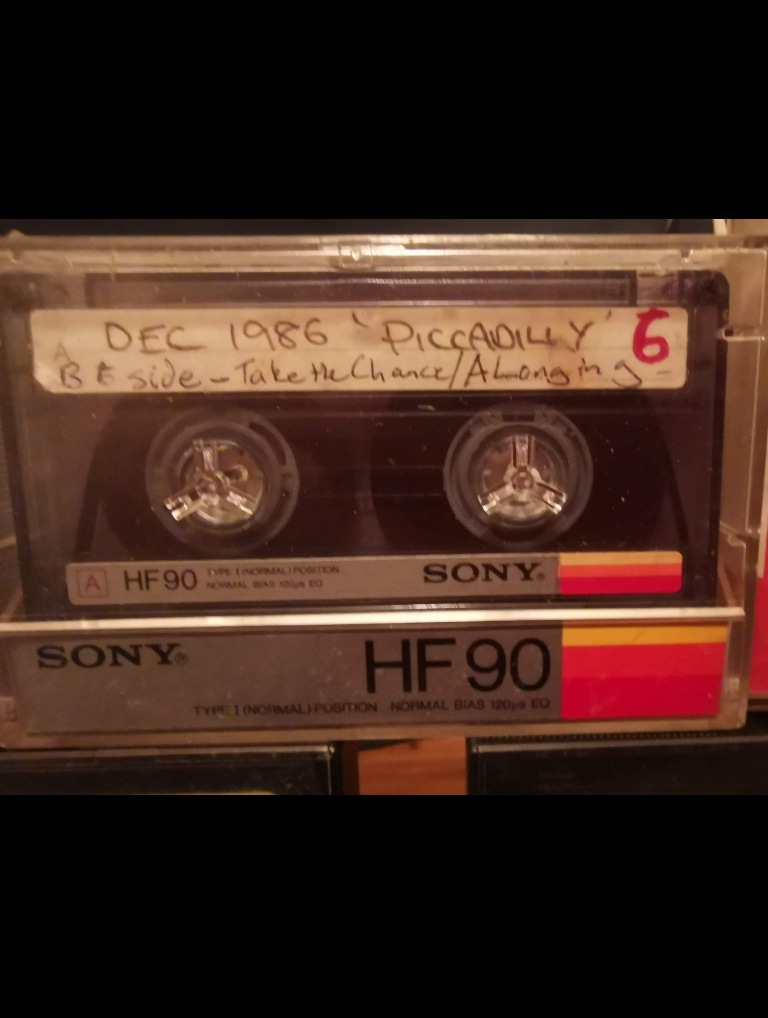 DEC 1986 'PICCADILLY' 6
A
B E side - Take the Chance/A Longing -
A HF90 TYPE I (NORMAL) POSITION
NORMAL BIAS 120μs EQ
SONY®
SONY®
HF90
TYPE I (NORMAL) POSITION NORMAL BIAS 120μs EQ